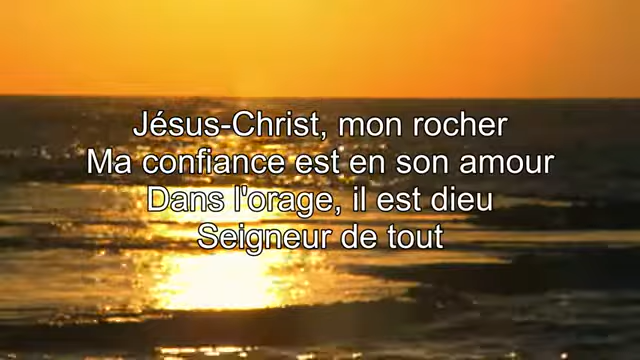 Jésus-Christ, mon rocher
Ma confiance est en son amour
Dans l'orage, il est dieu
Seigneur de tout